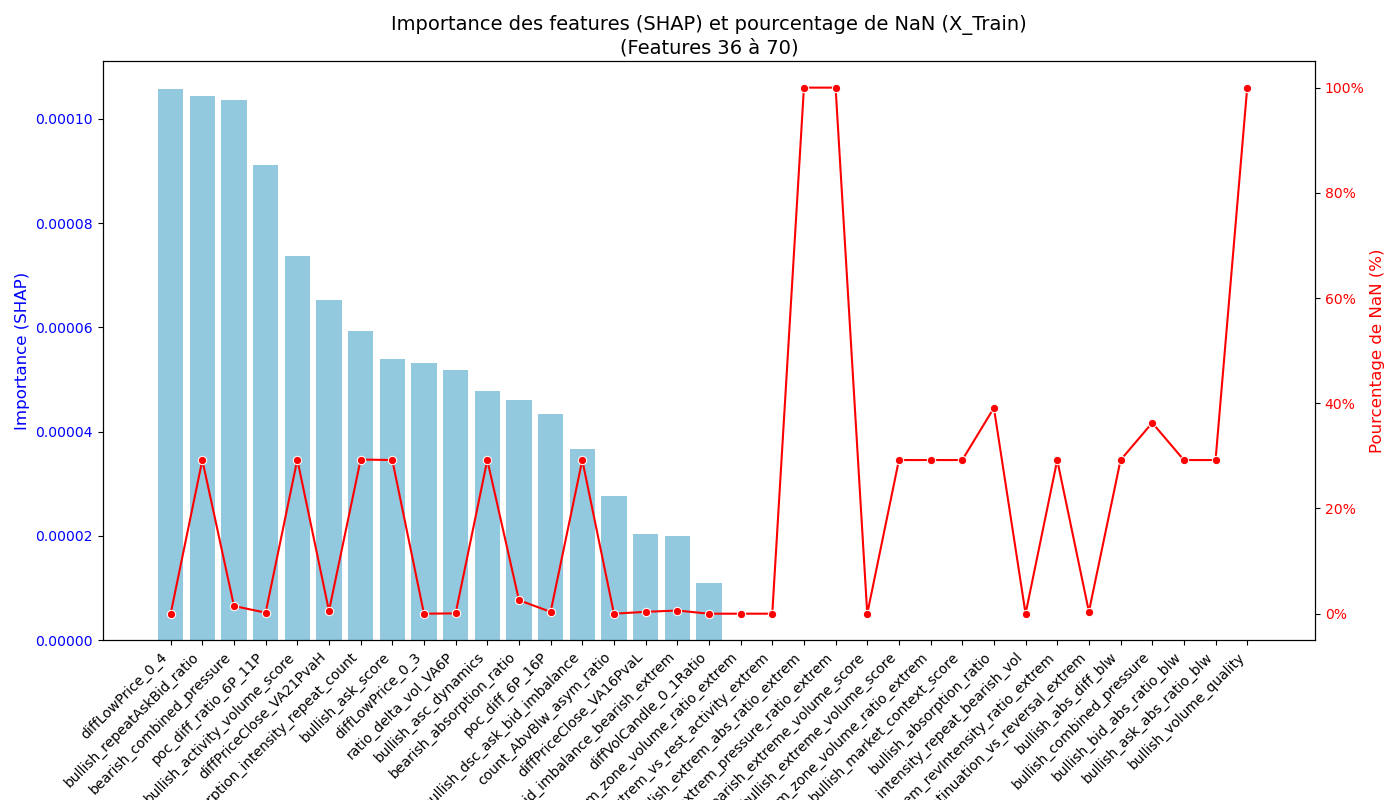 Importance des features (SHAP) et pourcentage de NaN (X_Train)
(Features 36 à 70)
Importance (SHAP)
0.00010
0.00008
0.00006
0.00004
0.00002
0.00000
100%
80%
60%
40%
20%
0%
Pourcentage de NaN (%)
diffLowPrice_0_4
bullish_repeatAskBid_ratio
bearish_combined_pressure
poc_diff_ratio_6P_11P
bullish_activity_volume_score
diffPriceClose_VA21PvaH
rption_intensity_repeat_count
bullish_ask_score
diffLowPrice_0_3
ratio_delta_vol_VA6P
bullish_asc_dynamics
bearish_absorption_ratio
poc_diff_6P_16P
ullish_dsc_ask_bid_imbalance
count_AbvBlw_asym_ratio
diffPriceClose_VA16PvaL
id_imbalance_bearish_extrem
diffVolCandle_0_1Ratio
m_zone_volume_ratio_extrem
trem_vs_rest_activity_extrem
lish_extrem_abs_ratio_extrem
extrem_pressure_ratio_extrem
earish_extreme_volume_score
bullish_extreme_volume_score
m_zone_volume_ratio_extrem
bullish_market_context_score
bullish_absorption_ratio
intensity_repeat_bearish_vol
em_revIntensity_ratio_extrem
tinuation_vs_reversal_extrem
bullish_abs_diff_blw
bullish_combined_pressure
bullish_bid_abs_ratio_blw
bullish_ask_abs_ratio_blw
bullish_volume_quality